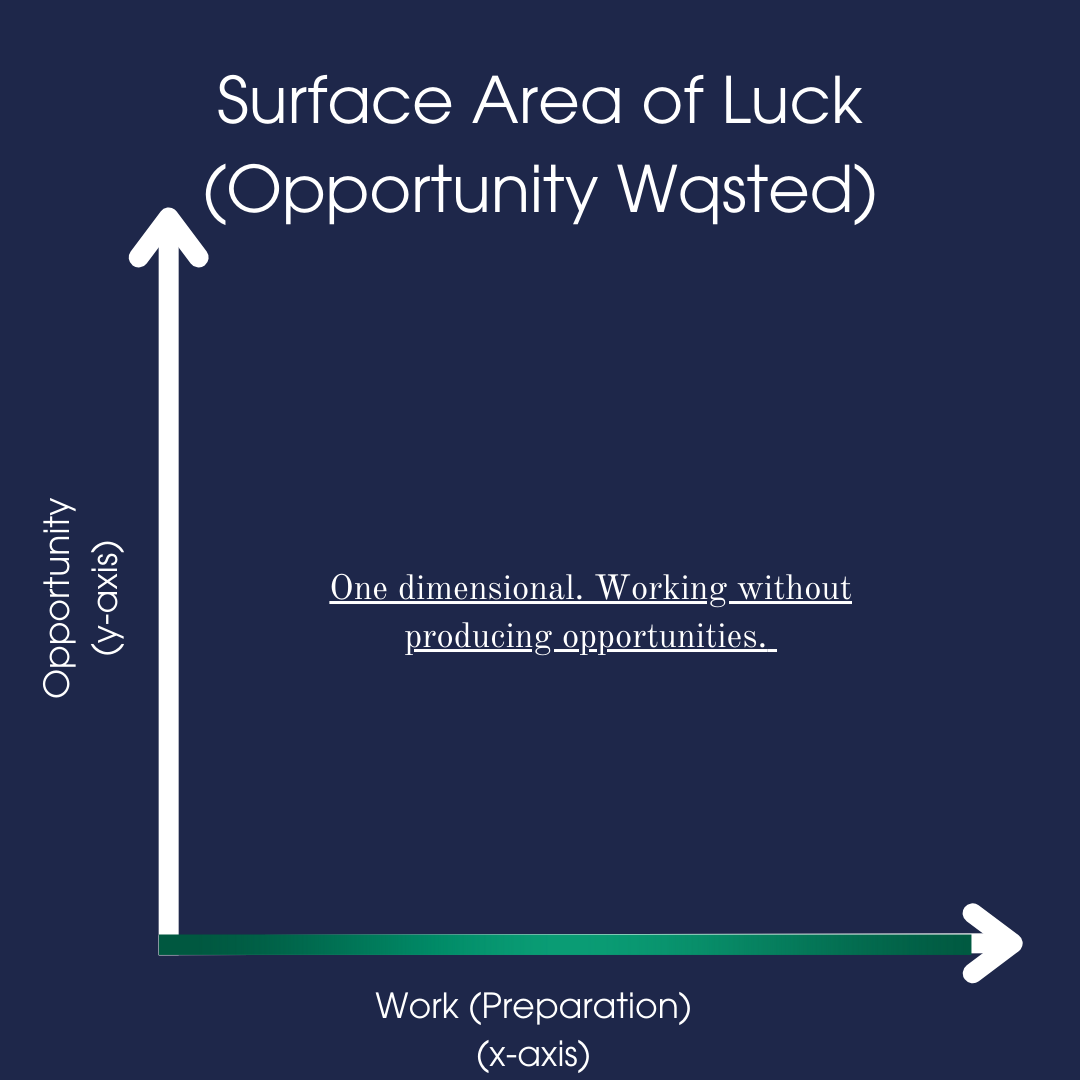 Surface Area of Luck
(Opportunity Wqsted)
Opportunity
(y-axis)
One dimensional. Working without
producing opportunities.
Work (Preparation)
(x-axis)